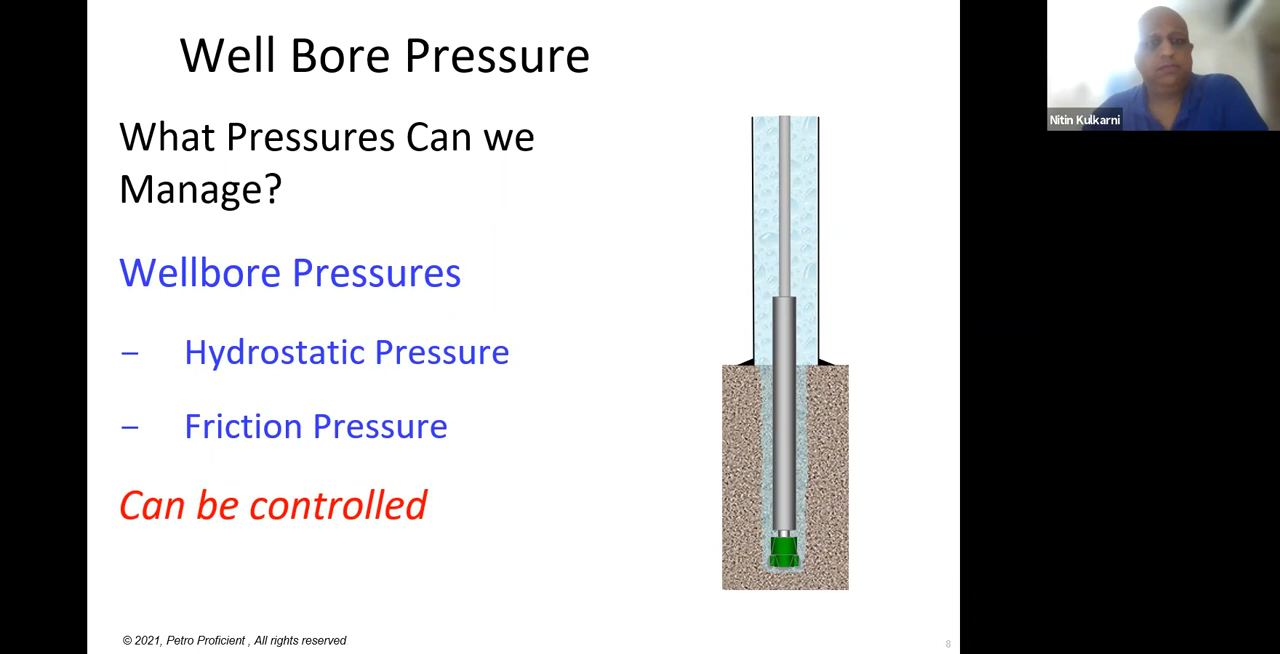 Well Bore Pressure
What Pressures Can we
Manage?
Wellbore Pressures
– Hydrostatic Pressure
– Friction Pressure
Can be controlled
© 2021, Petro Proficient , All rights reserved
8
Nitin Kulkarni